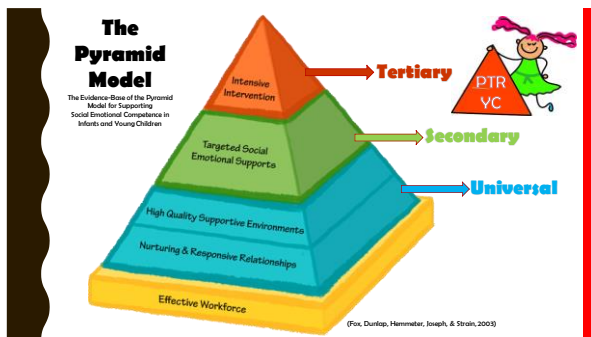 The
Pyramid
Model
The Evidence-Base of the Pyramid
Model for Supporting
Social Emotional Competence in
Infants and Young Children
Intensive
Intervention
Tertiary
PTR
YC
Targeted Social
Emotional Supports
Secondary
High Quality Supportive Environments
Universal
Nurturing & Responsive Relationships
Effective Workforce
(Fox, Dunlap, Hemmeter, Joseph, & Strain, 2003)